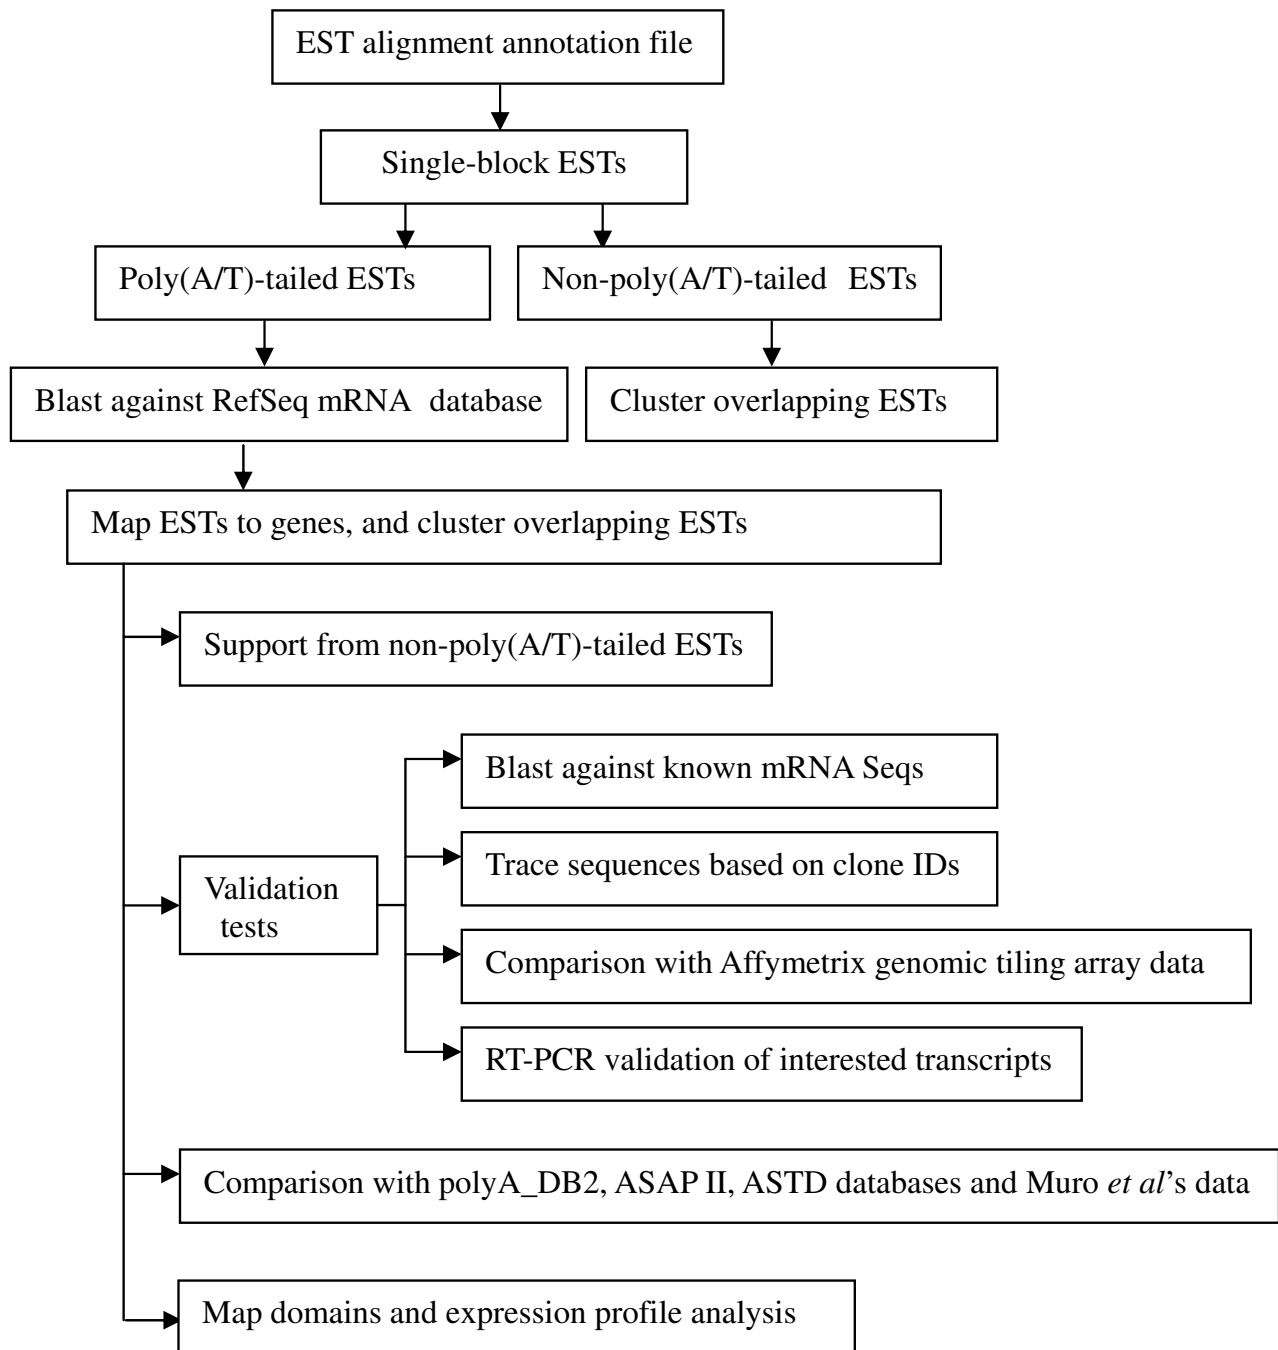 EST alignment annotation file
Single-block ESTs
Poly(A/T)-tailed ESTs
Non-poly(A/T)-tailed ESTs
Blast against RefSeq mRNA database
Cluster overlapping ESTs
Map ESTs to genes, and cluster overlapping ESTs
Support from non-poly(A/T)-tailed ESTs
Blast against known mRNA Seqs
Trace sequences based on clone IDs
Validation
tests
Comparison with Affymetrix genomic tiling array data
RT-PCR validation of interested transcripts
Comparison with polyA_DB2, ASAP II, ASTD databases and Muro et al's data
Map domains and expression profile analysis